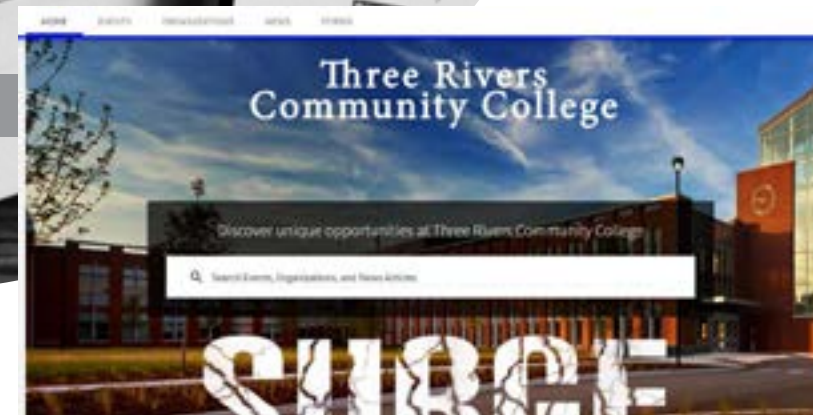 HOME EVENTS ORGANIZATIONS NEWS FORMS
Three Rivers
Community College
Discover unique opportunities at Three Rivers Community College
Search Events, Organizations, and News Articles
SURGE